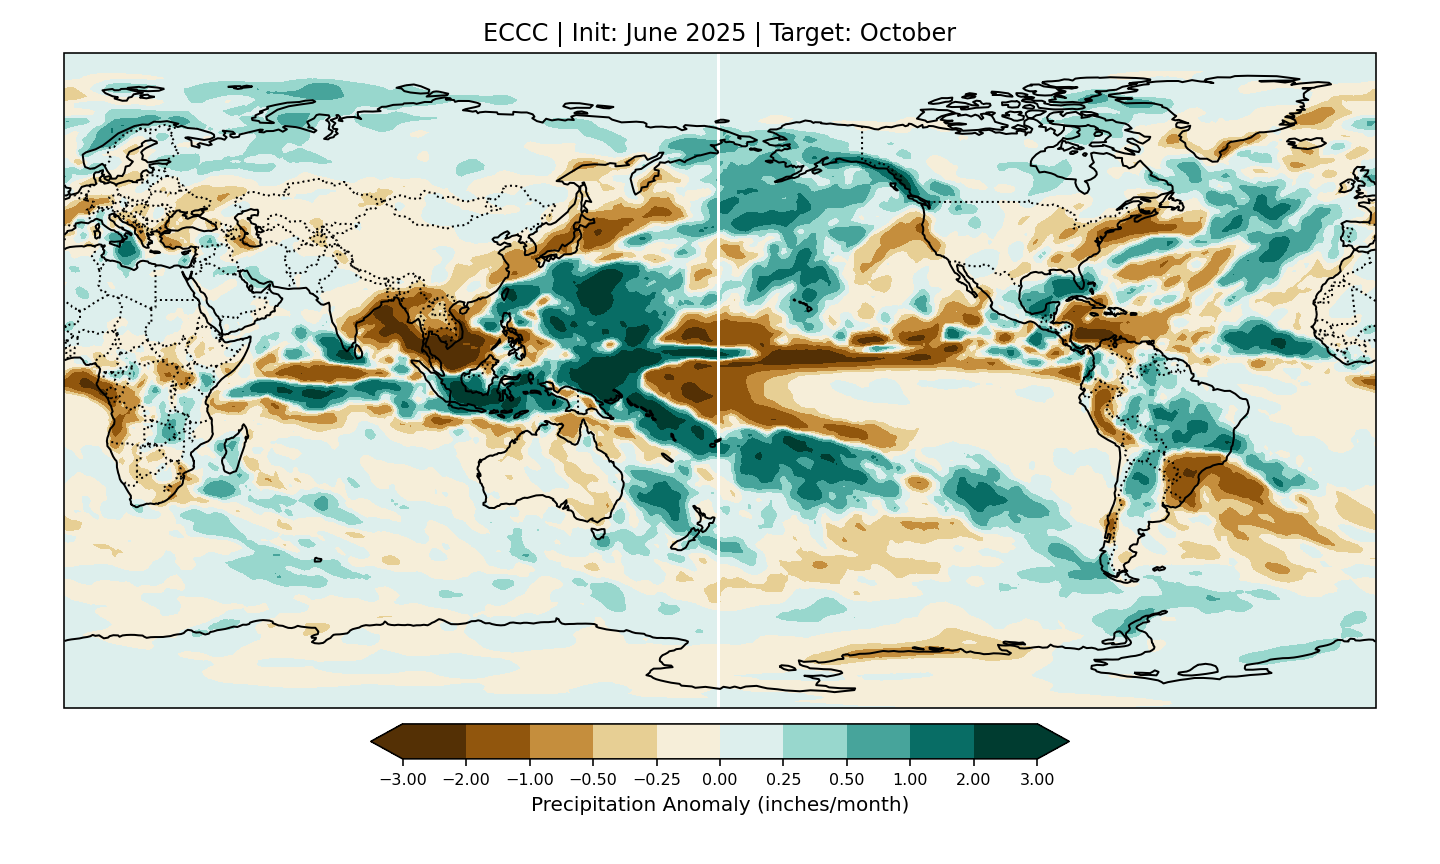 ECCC | Init: June 2025 | Target: October
−3.00 −2.00 −1.00 −0.50 −0.25 0.00 0.25 0.50 1.00 2.00 3.00
Precipitation Anomaly (inches/month)